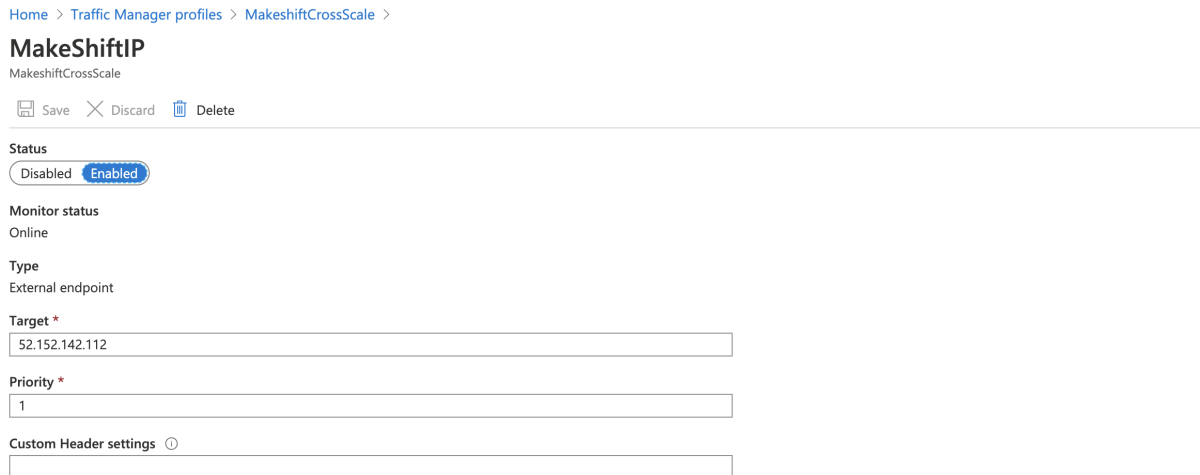 Home > Traffic Manager profiles > MakeshiftCrossScale >
MakeShiftIP
MakeshiftCrossScale
Save Discard Delete
Status
Disabled Enabled
Monitor status
Online
Type
External endpoint
Target *
52.152.142.112
Priority *
1
Custom Header settings